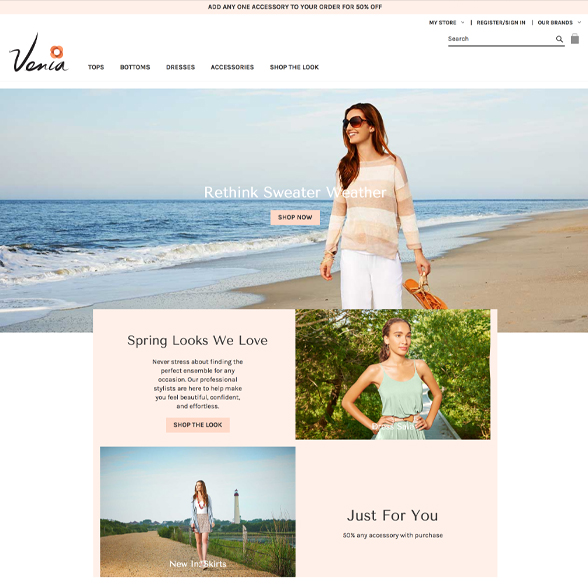 ADD ANY ONE ACCESSORY TO YOUR ORDER FOR 50% OFF
MY STORE | REGISTER/SIGN IN | OUR BRANDS
Search
Venia
TOPS BOTTOMS DRESSES ACCESSORIES SHOP THE LOOK
Rethink Sweater Weather
SHOP NOW
Spring Looks We Love
Never stress about finding the
perfect ensemble for any
occasion. Our professional
stylists are here to help make
you feel beautiful, confident,
and effortless.
SHOP THE LOOK
Dress Sale
New In: Skirts
Just For You
50% any accessory with purchase